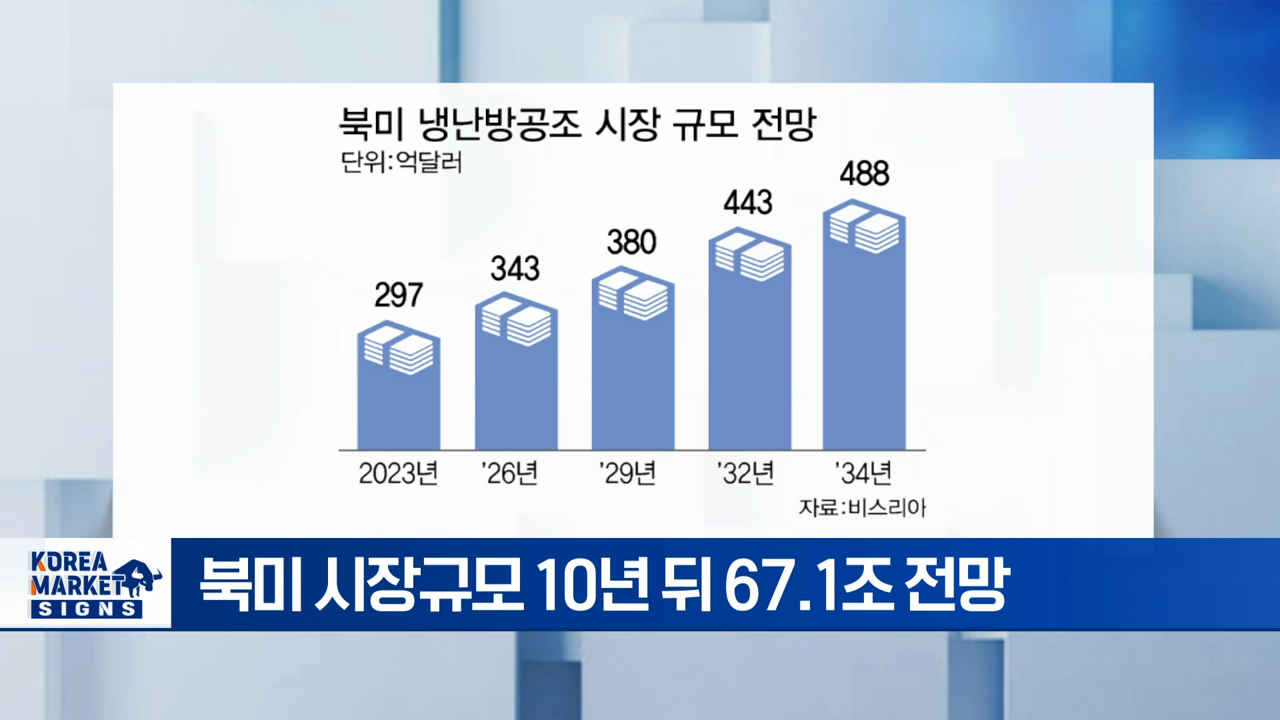 북미 냉난방공조 시장 규모 전망
단위:억달러
297
343
380
443
488
2023년
'26년
'29년
'32년
'34년
자료:비스리아
KOREA
MARKET
SIGNS
북미 시장규모 10년 뒤 67.1조 전망